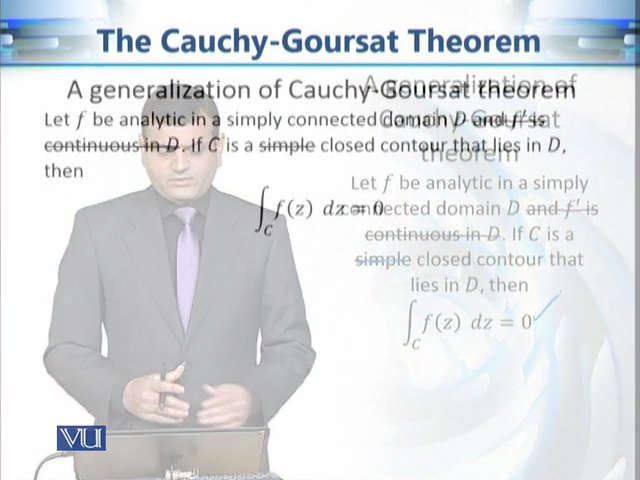 The Cauchy-Goursat Theorem
A generalization of Cauchy-Goursat theorem
Let f be analytic in a simply connected domain D and f′ is
continuous in D. If C is a simple closed contour that lies in D,
then
∫_C f(z) dz = 0
A generalization of
Cauchy-Goursat
theorem
Let f be analytic in a simply
connected domain D and f′ is
continuous in D. If C is a
simple closed contour that
lies in D, then
∫_C f(z) dz = 0
VU